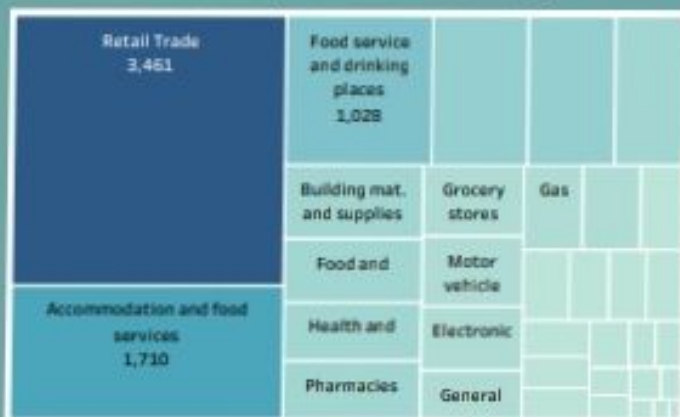 Retail Trade
3,461
Accommodation and food
services
1,710
Food service
and drinking
places
1,028
Building mat.
and supplies
Food and
Health and
Pharmacies
Grocery
stores
Motor
vehicle
Electronic
General
Gas